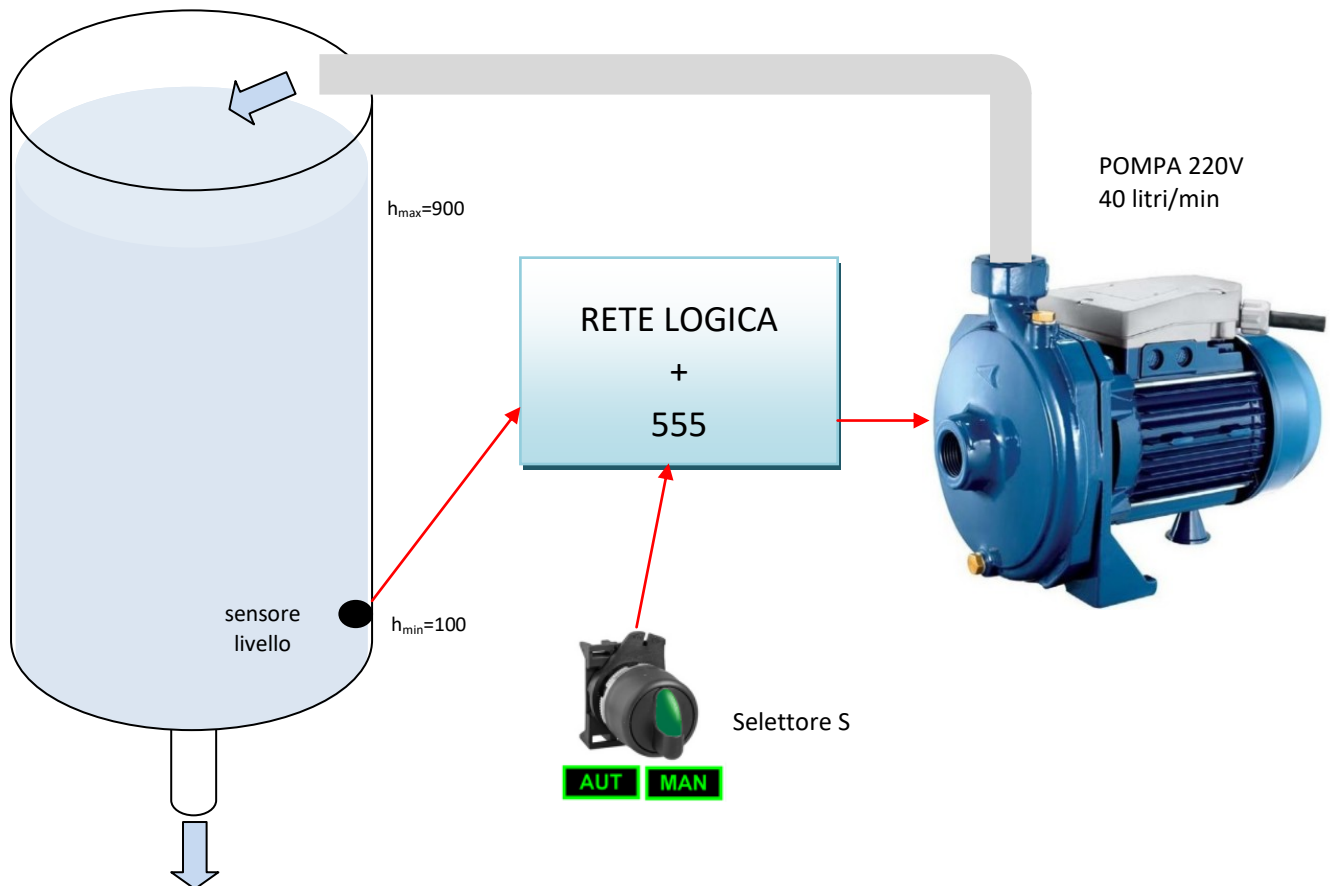 POMPA 220V
40 litri/min
hmax=900
RETE LOGICA
+
555
sensore
livello
hmin=100
Selettore S
AUT MAN